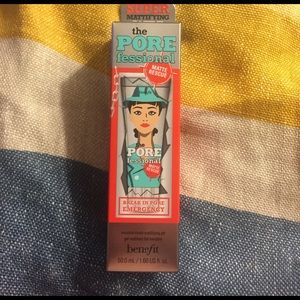 SUPER
MATTIFYING
the
PORE
fessional
MATTE
RESCUE
PORE
fessional
BREAK IN PORE
EMERGENCY
benefit
50.0 mL / 1.69 US fl. oz.